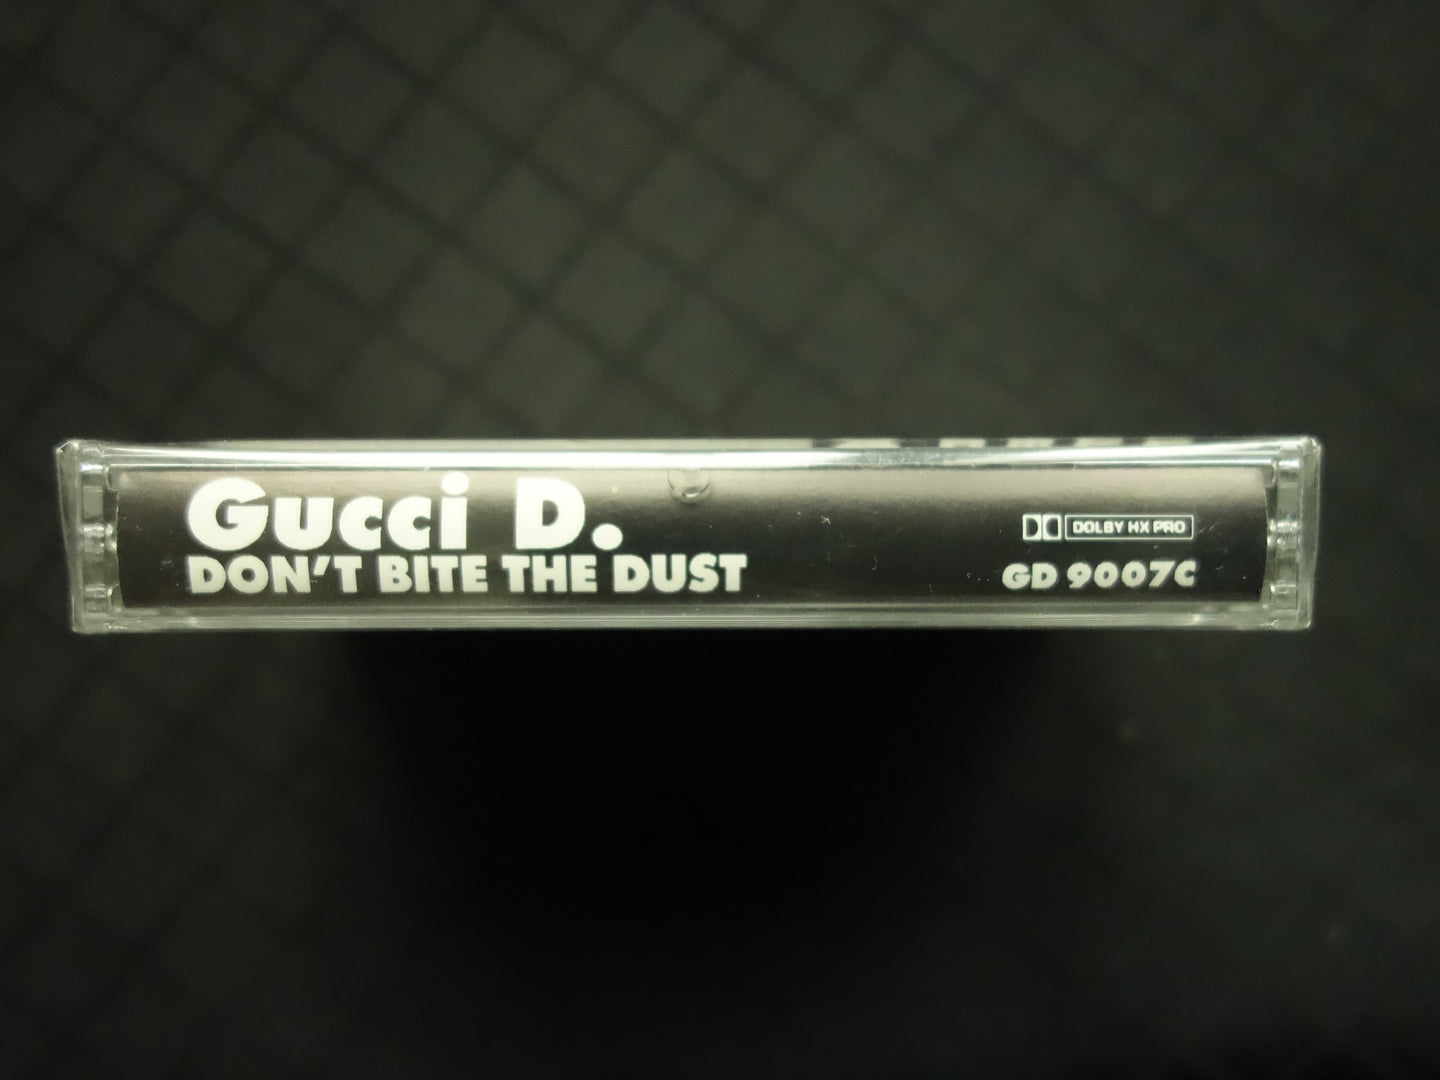 Gucci D.
DON'T BITE THE DUST
DOLBY HX PRO
GD 9007C